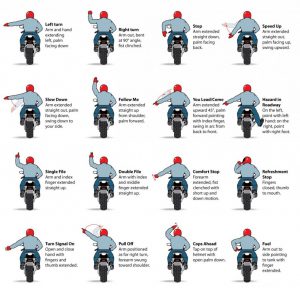 Left turn
Arm and hand
extending
left, palm
facing down
Right turn
Arm out, bent
at 90° angle,
fist clinched.
Stop
Arm extended
straight down,
palm facing
back.
Speed Up
Arm extended
straight out,
palm facing up,
swing upward.
Slow Down
Arm extended
straight out,
palm facing
down, swing
down to your
side.
Follow Me
Arm extended
straight up
from shoulder,
palm forward.
You Lead/Come
Arm extended
upward 45°, palm
forward pointing
with index finger,
swing in arc from
back to front.
Hazard in
Roadway
On the left,
point with left
hand; on the
right, point
with right foot.
Single File
Arm and index
finger extended
straight up.
Double File
Arm with index
and middle
finger extended
straight up.
Comfort Stop
Forearm
extended, fist
clenched with
short up and
down motion.
Refreshment
Stop
Fingers
closed, thumb
to mouth.
Turn Signal On
Open and close
hand with
fingers and
thumb extended.
Pull Off
Arm positioned
as for right turn,
forearm swung
toward shoulder.
Cops Ahead
Tap on top of
helmet with
open palm down.
Fuel
Arm out to
side pointing
to tank with
finger
extended.